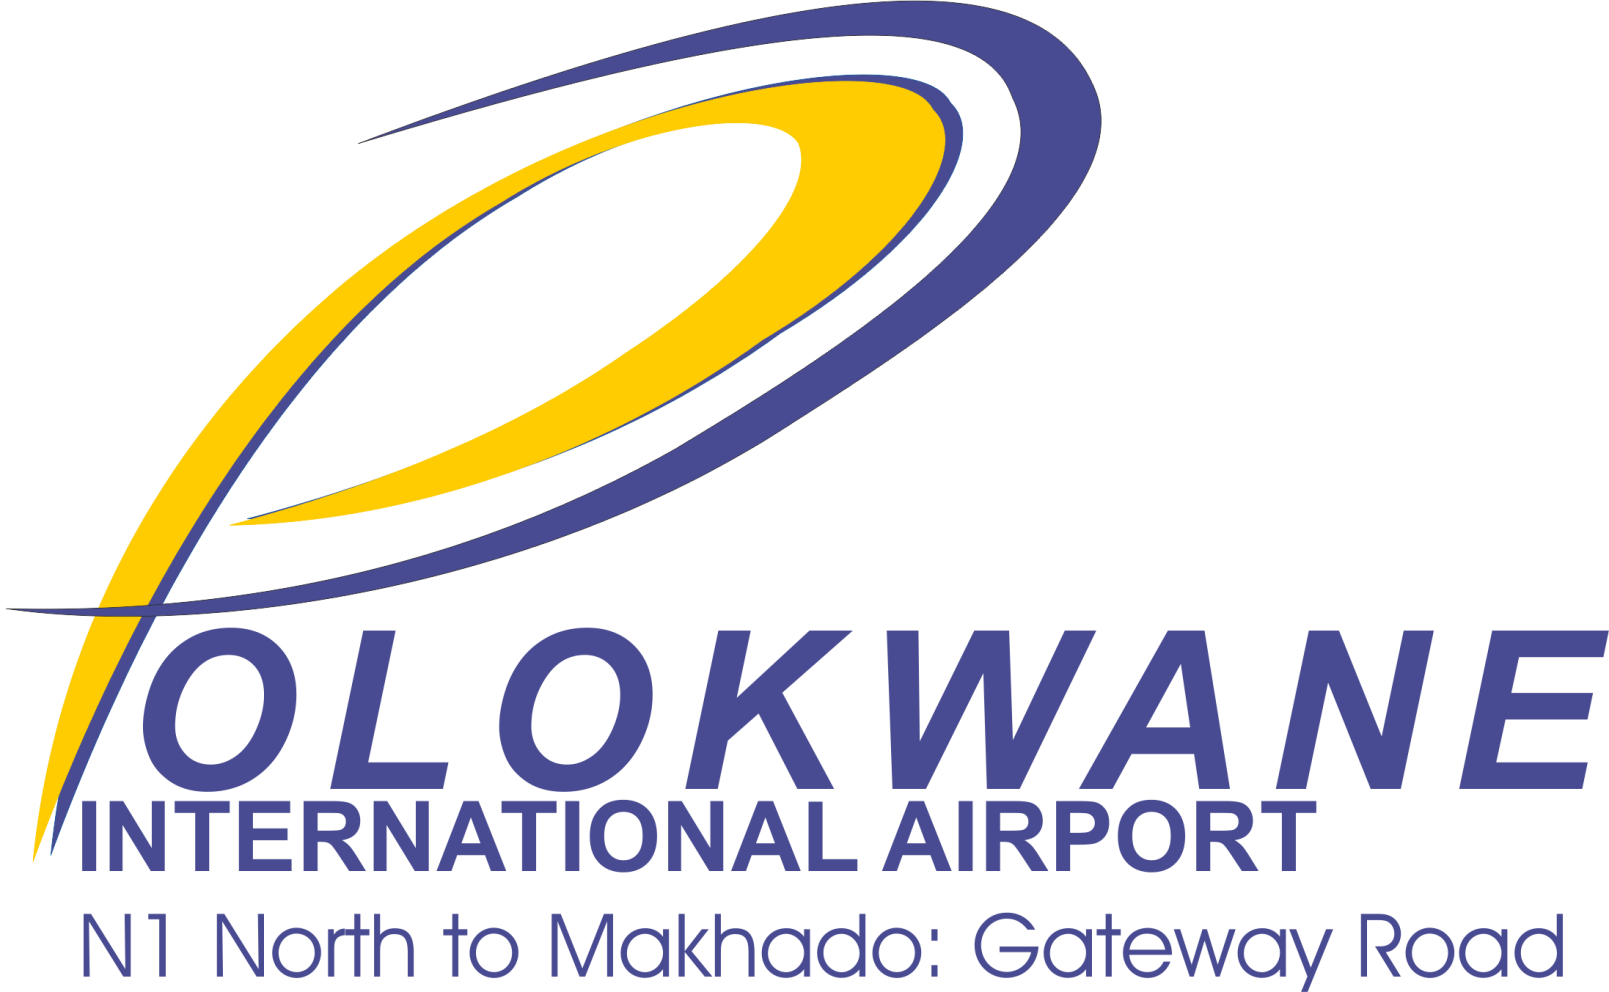 POLOKWANE
INTERNATIONAL AIRPORT
N1 North to Makhado: Gateway Road